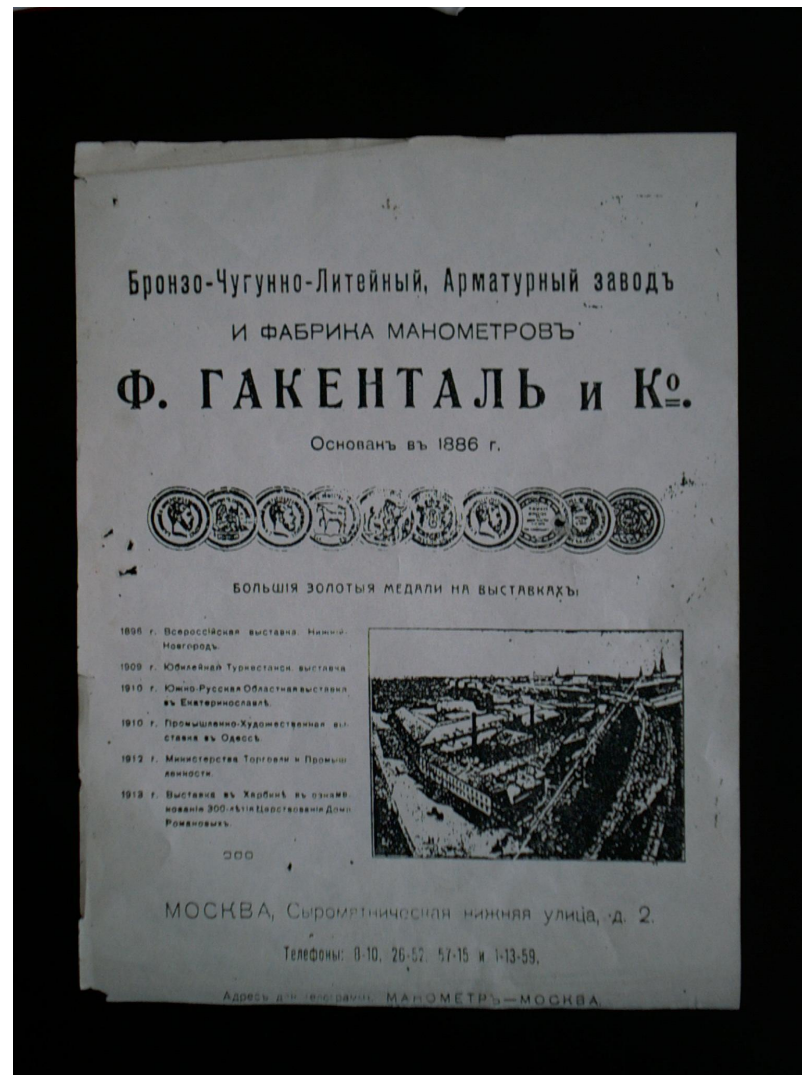 Бронзо-Чугунно-Литейный, Арматурный заводъ
И ФАБРИКА МАНОМЕТРОВЪ
Ф. ГАКЕНТАЛЬ и Кº.
Основанъ въ 1886 г.
БОЛЬШІЯ ЗОЛОТЫЯ МЕДАЛИ НА ВЫСТАВКАХЪ:
1896 г. Всероссійская выставка Нижній-
Новгородъ.
1909 г. Юбилейная Туркестанск. выставка
1910 г. Южно-Русская Областная выставка
въ Екатеринославлѣ.
1910 г. Промышленно-Художественная вы-
ставка въ Одессѣ.
1912 г. Министерства Торговли и Промыш-
ленности.
1913 г. Выставка въ Харбинѣ въ ознаме-
нованіе 300-лѣтія Царствованія Дома
Романовыхъ.
МОСКВА, Сыромятническая нижняя улица, д. 2.
Телефоны: 8-10, 26-52, 57-15 и 1-13-59.
Адресъ для телеграммъ: МАНОМЕТРЪ—МОСКВА.